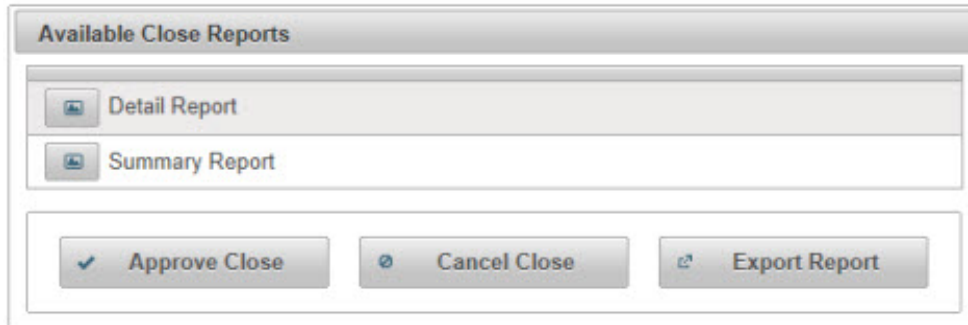 Available Close Reports
Detail Report
Summary Report
Approve Close Cancel Close Export Report